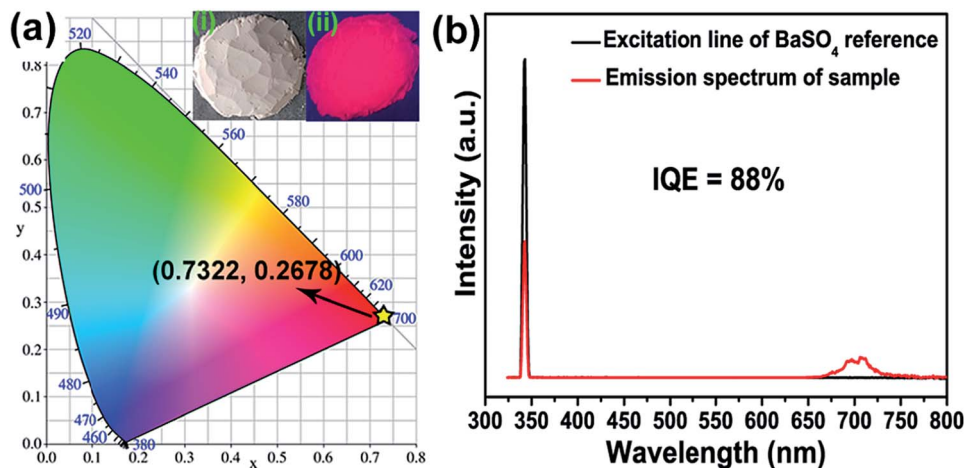 (a)
(i)
(ii)
520
540
560
580
600
620
700
500
490
480
470
460
380
0.8
0.7
0.6
0.5
y
0.4
0.3
0.2
0.1
0.0
0.0 0.1 0.2 0.3 0.4 0.5 0.6 0.7 0.8
x
(0.7322, 0.2678)
(b)
Excitation line of BaSO4 reference
Emission spectrum of sample
IQE = 88%
Intensity (a.u.)
300 350 400 450 500 550 600 650 700 750 800
Wavelength (nm)